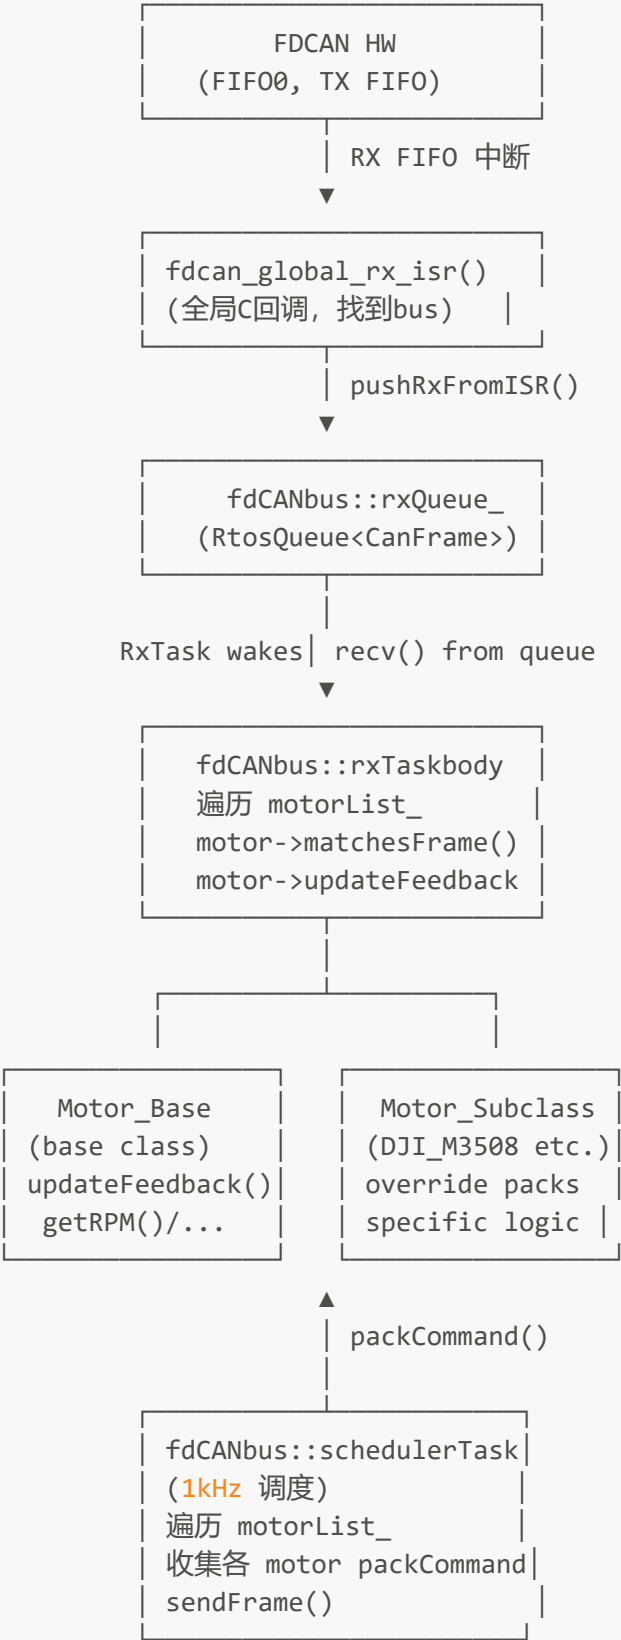 FDCAN HW
(FIFO0, TX FIFO)
RX FIFO 中断
fdcan_global_rx_isr()
(全局C回调, 找到bus)
pushRxFromISR()
fdCANbus::rxQueue_
(RtosQueue<CanFrame>)
RxTask wakes│ recv() from queue
fdCANbus::rxTaskbody
遍历 motorList_
motor->matchesFrame()
motor->updateFeedback
Motor_Base
(base class)
updateFeedback()
getRPM()/...
Motor_Subclass
(DJI_M3508 etc.)
override packs
specific logic
packCommand()
fdCANbus::schedulerTask
(1kHz 调度)
遍历 motorList_
收集各 motor packCommand
sendFrame()